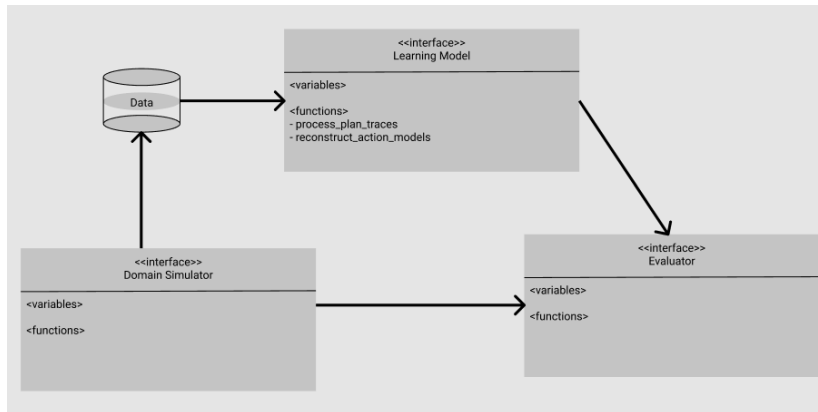 <<interface>>
Learning Model
<variables>
<functions>
- process_plan_traces
- reconstruct_action_models
Data
<<interface>>
Domain Simulator
<variables>
<functions>
<<interface>>
Evaluator
<variables>
<functions>